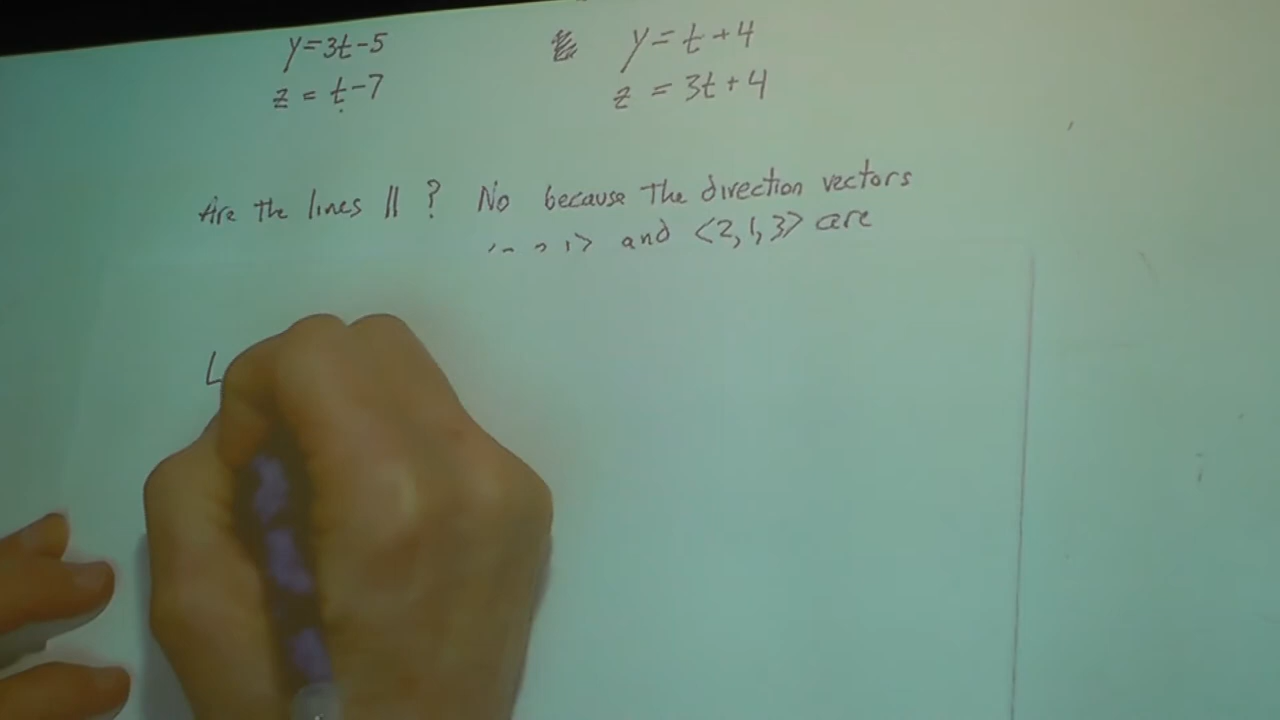 y=3t-5 y = t+4
z = t-7 z = 3t+4
Are the lines || ? No because the direction vectors
and <2,1,3> are
L